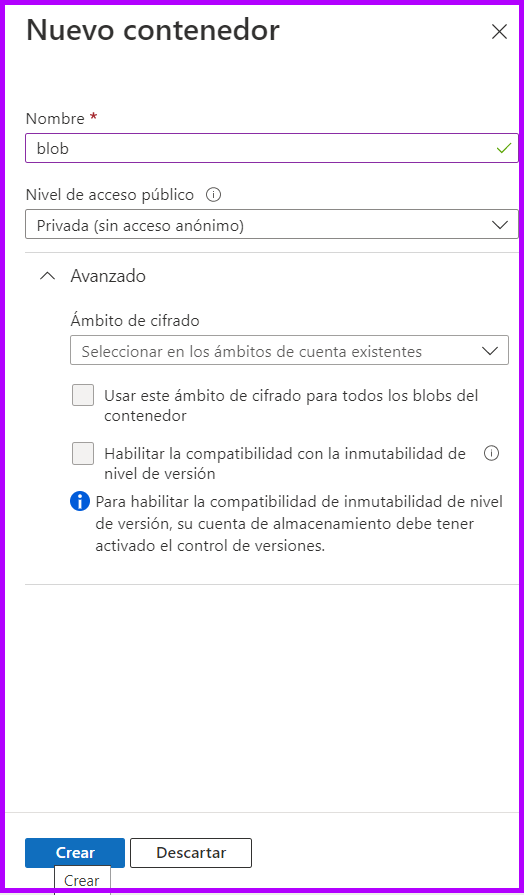 Nuevo contenedor
Nombre *
blob
Nivel de acceso público
Privada (sin acceso anónimo)
Avanzado
Ámbito de cifrado
Seleccionar en los ámbitos de cuenta existentes
Usar este ámbito de cifrado para todos los blobs del
contenedor
Habilitar la compatibilidad con la inmutabilidad de
nivel de versión
Para habilitar la compatibilidad de inmutabilidad de nivel
de versión, su cuenta de almacenamiento debe tener
activado el control de versiones.
Crear Descartar
Crear